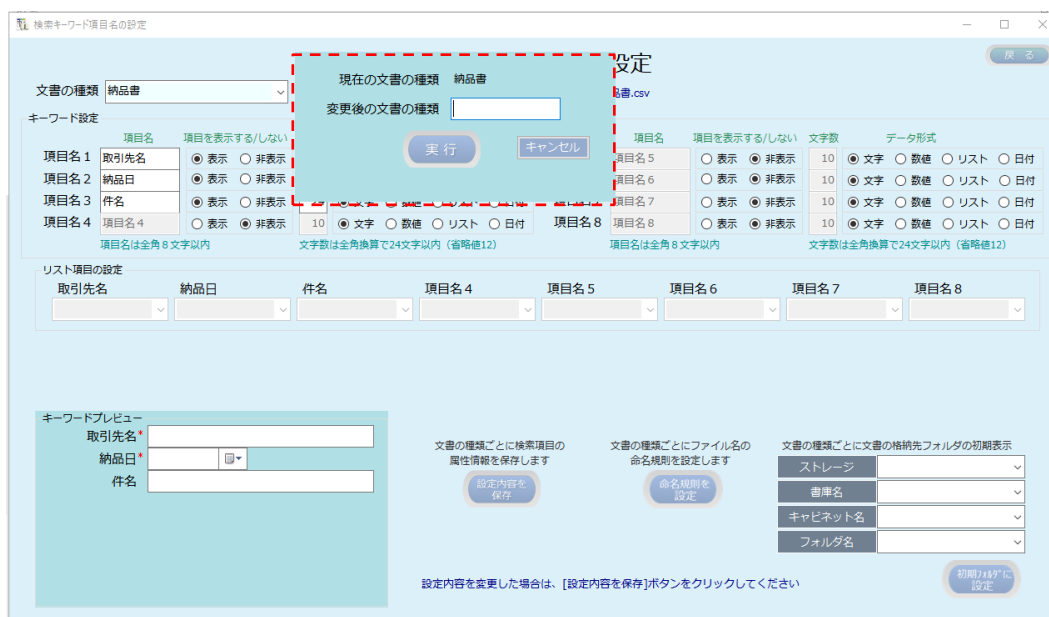 検索キーワード項目名の設定
設定
戻 る
文書の種類 納品書
品書.csv
現在の文書の種類 納品書
変更後の文書の種類
実 行 キャンセル
キーワード設定
項目名 項目を表示する/しない
項目名 項目を表示する/しない 文字数 データ形式
項目名 1 取引先名 表示 非表示
項目名 5 表示 非表示 10 文字 数値 リスト 日付
項目名 2 納品日 表示 非表示
項目名 6 表示 非表示 10 文字 数値 リスト 日付
項目名 3 件名 表示 非表示
項目名 7 表示 非表示 10 文字 数値 リスト 日付
項目名 4 項目名 4 表示 非表示 10 文字 数値 リスト 日付
項目名 8 項目名 8 表示 非表示 10 文字 数値 リスト 日付
項目名は全角 8 文字以内 文字数は全角換算で24文字以内（省略値12）
項目名は全角 8 文字以内 文字数は全角換算で24文字以内（省略値12）
リスト項目の設定
取引先名 納品日 件名 項目名 4 項目名 5 項目名 6 項目名 7 項目名 8
キーワードプレビュー
取引先名*
納品日*
件名
文書の種類ごとに検索項目の
属性情報を保存します
設定内容を
保存
文書の種類ごとにファイル名の
命名規則を設定します
命名規則を
設定
文書の種類ごとに文書の格納先フォルダの初期表示
ストレージ
書庫名
キャビネット名
フォルダ名
初期ﾌｫﾙﾀﾞに
設定
設定内容を変更した場合は、[設定内容を保存]ボタンをクリックしてください